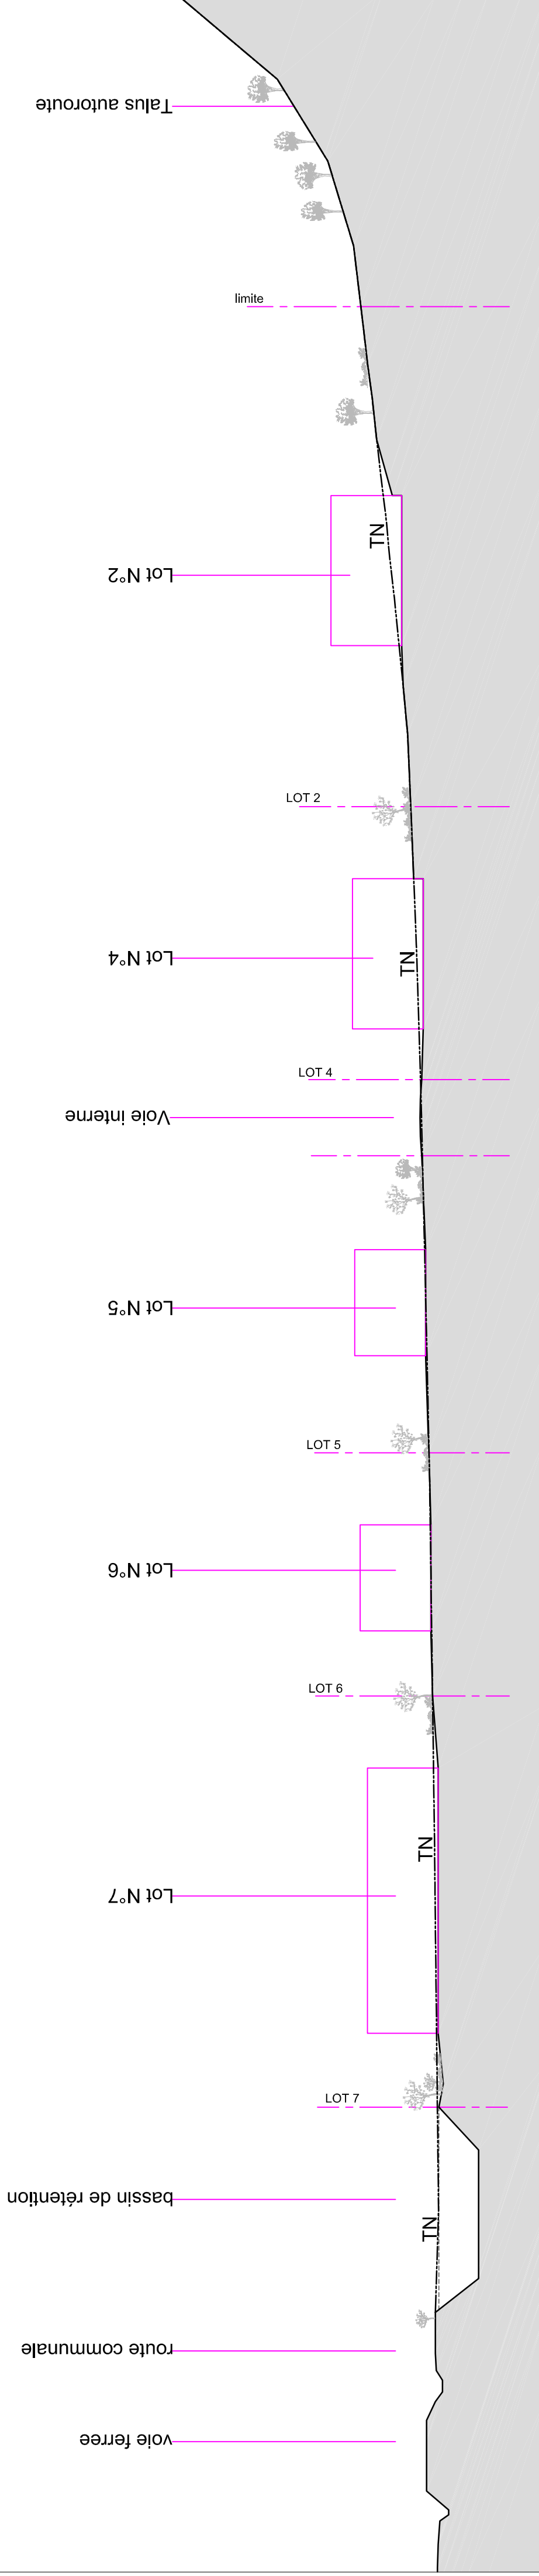 Talus autoroute
limite
TN
Lot N°2
LOT 2
Lot N°4
TN
LOT 4
Voie interne
Lot N°5
LOT 5
Lot N°6
LOT 6
TN
Lot N°7
LOT 7
bassin de rétention
TN
route communale
voie ferree